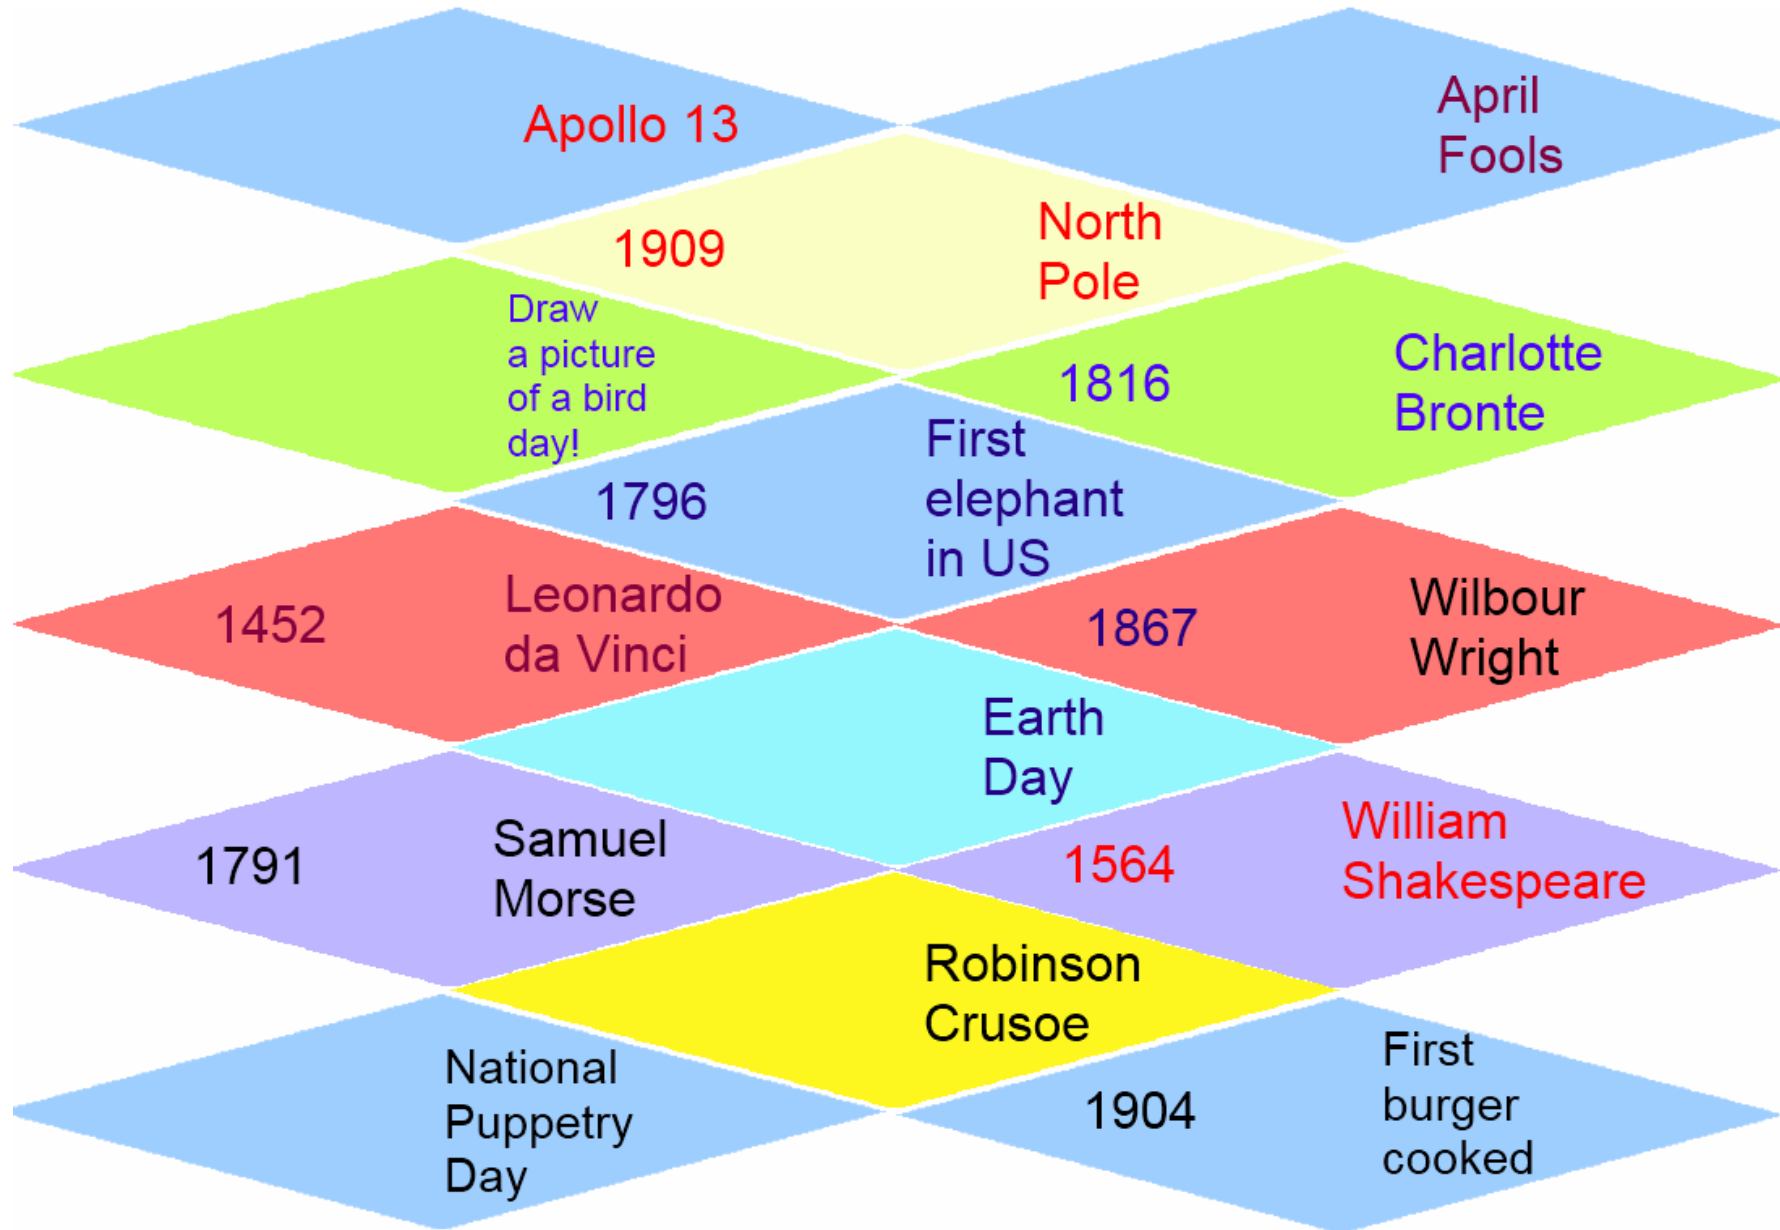 Apollo 13
April
Fools
1909
North
Pole
Draw
a picture
of a bird
day!
1816
Charlotte
Bronte
1796
First
elephant
in US
1452
Leonardo
da Vinci
1867
Wilbour
Wright
Earth
Day
1791
Samuel
Morse
1564
William
Shakespeare
Robinson
Crusoe
National
Puppetry
Day
1904
First
burger
cooked